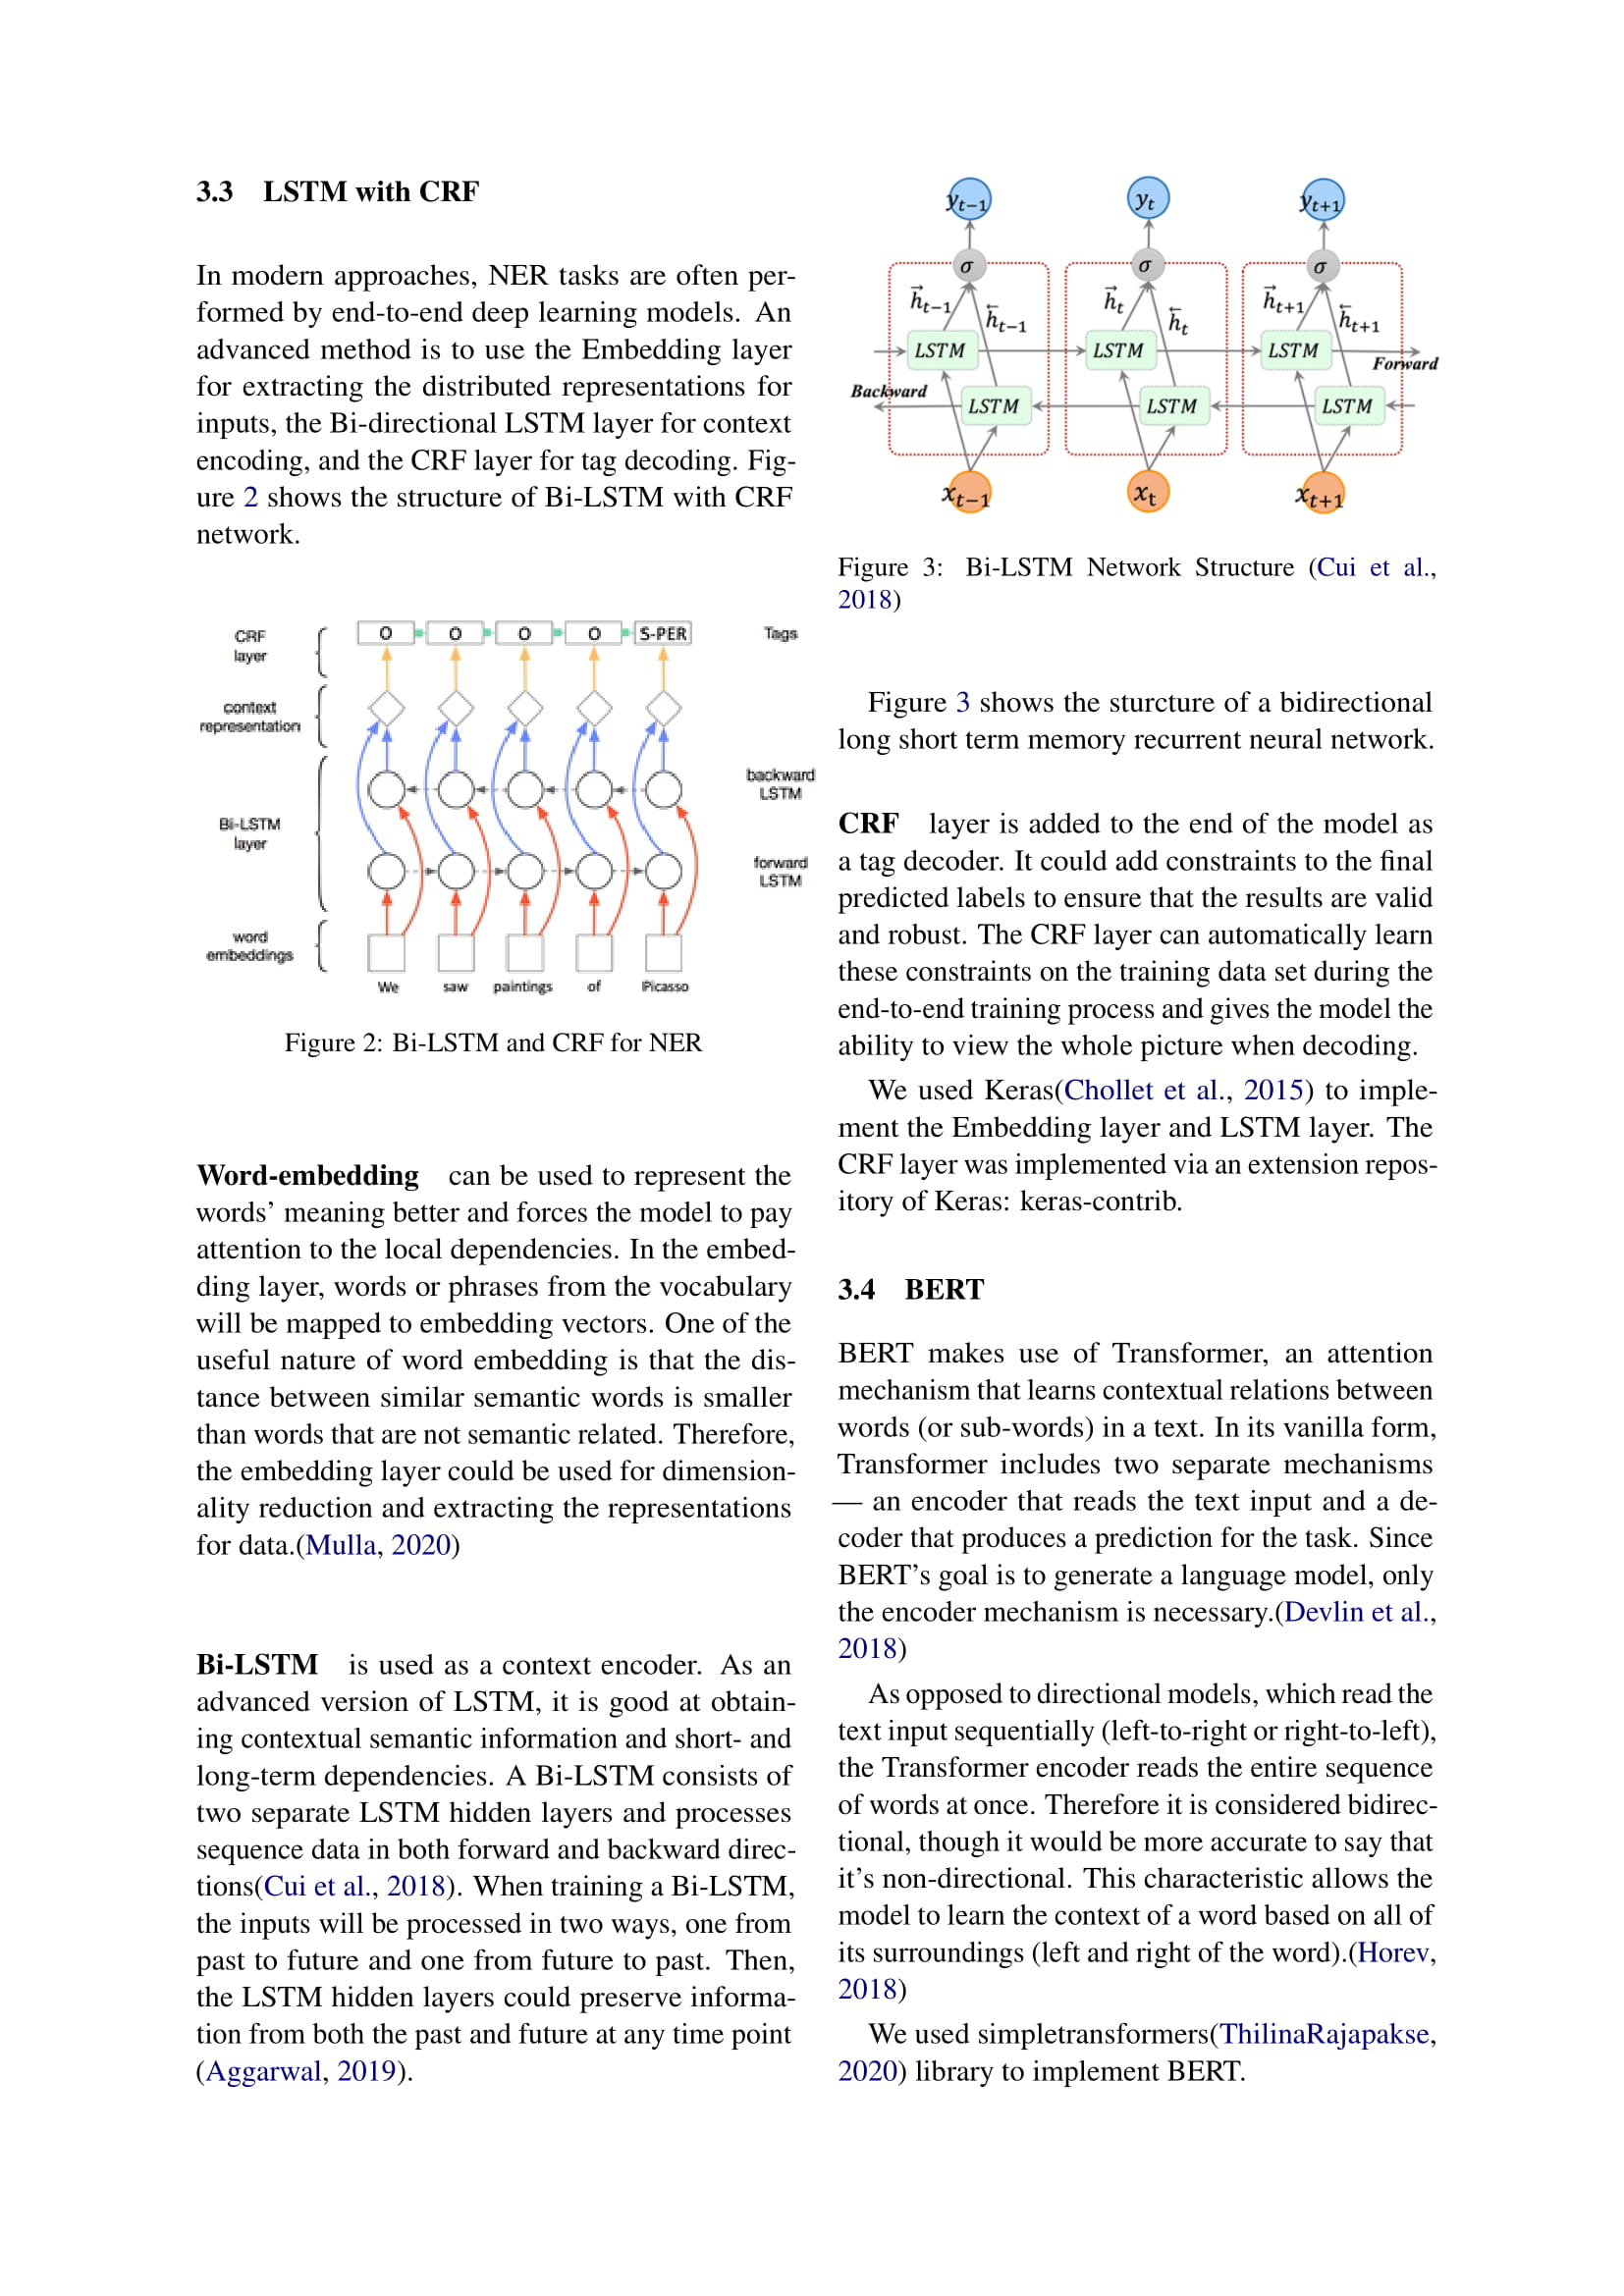 3.3 LSTM with CRF
In modern approaches, NER tasks are often per-
formed by end-to-end deep learning models. An
advanced method is to use the Embedding layer
for extracting the distributed representations for
inputs, the Bi-directional LSTM layer for context
encoding, and the CRF layer for tag decoding. Fig-
ure 2 shows the structure of Bi-LSTM with CRF
network.
CRF
layer
O O O O S-PER
Tags
context
representation
backward
LSTM
Bi-LSTM
layer
forward
LSTM
word
embeddings
We saw paintings of Picasso
Figure 2: Bi-LSTM and CRF for NER
Word-embedding can be used to represent the
words' meaning better and forces the model to pay
attention to the local dependencies. In the embed-
ding layer, words or phrases from the vocabulary
will be mapped to embedding vectors. One of the
useful nature of word embedding is that the dis-
tance between similar semantic words is smaller
than words that are not semantic related. Therefore,
the embedding layer could be used for dimension-
ality reduction and extracting the representations
for data.(Mulla, 2020)
Bi-LSTM is used as a context encoder. As an
advanced version of LSTM, it is good at obtain-
ing contextual semantic information and short- and
long-term dependencies. A Bi-LSTM consists of
two separate LSTM hidden layers and processes
sequence data in both forward and backward direc-
tions(Cui et al., 2018). When training a Bi-LSTM,
the inputs will be processed in two ways, one from
past to future and one from future to past. Then,
the LSTM hidden layers could preserve informa-
tion from both the past and future at any time point
(Aggarwal, 2019).
y_{t−1} y_t y_{t+1}
σ σ σ
\vec{h}_{t−1} \overleftarrow{h}_{t−1} \vec{h}_t \overleftarrow{h}_t \vec{h}_{t+1} \overleftarrow{h}_{t+1}
LSTM LSTM LSTM
Forward
Backward
LSTM LSTM LSTM
x_{t−1} x_t x_{t+1}
Figure 3: Bi-LSTM Network Structure (Cui et al.,
2018)
Figure 3 shows the sturcture of a bidirectional
long short term memory recurrent neural network.
CRF layer is added to the end of the model as
a tag decoder. It could add constraints to the final
predicted labels to ensure that the results are valid
and robust. The CRF layer can automatically learn
these constraints on the training data set during the
end-to-end training process and gives the model the
ability to view the whole picture when decoding.
We used Keras(Chollet et al., 2015) to imple-
ment the Embedding layer and LSTM layer. The
CRF layer was implemented via an extension repos-
itory of Keras: keras-contrib.
3.4 BERT
BERT makes use of Transformer, an attention
mechanism that learns contextual relations between
words (or sub-words) in a text. In its vanilla form,
Transformer includes two separate mechanisms
— an encoder that reads the text input and a de-
coder that produces a prediction for the task. Since
BERT's goal is to generate a language model, only
the encoder mechanism is necessary.(Devlin et al.,
2018)
As opposed to directional models, which read the
text input sequentially (left-to-right or right-to-left),
the Transformer encoder reads the entire sequence
of words at once. Therefore it is considered bidirec-
tional, though it would be more accurate to say that
it's non-directional. This characteristic allows the
model to learn the context of a word based on all of
its surroundings (left and right of the word).(Horev,
2018)
We used simpletransformers(ThilinaRajapakse,
2020) library to implement BERT.